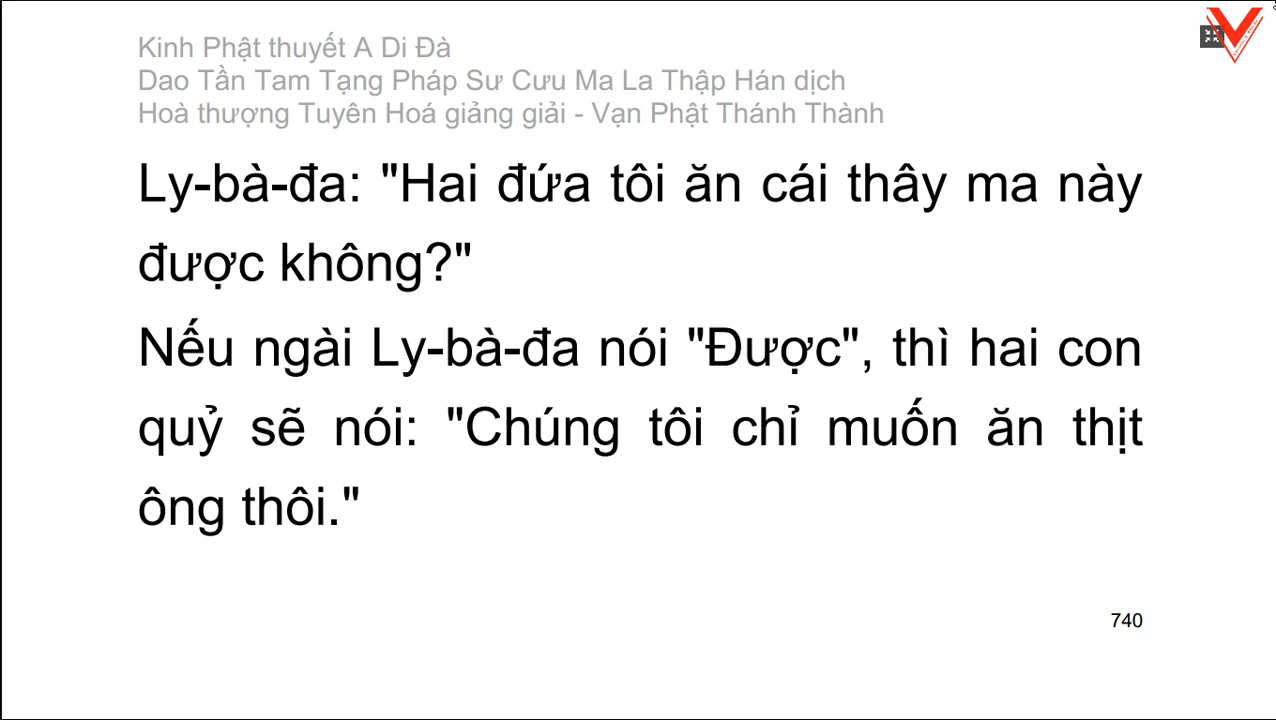 Kinh Phật thuyết A Di Đà
Dao Tần Tam Tạng Pháp Sư Cưu Ma La Thập Hán dịch
Hoà thượng Tuyên Hoá giảng giải - Vạn Phật Thánh Thành
Ly-bà-đa: "Hai đứa tôi ăn cái thây ma này
được không?"
Nếu ngài Ly-bà-đa nói "Được", thì hai con
quỷ sẽ nói: "Chúng tôi chỉ muốn ăn thịt
ông thôi."
740